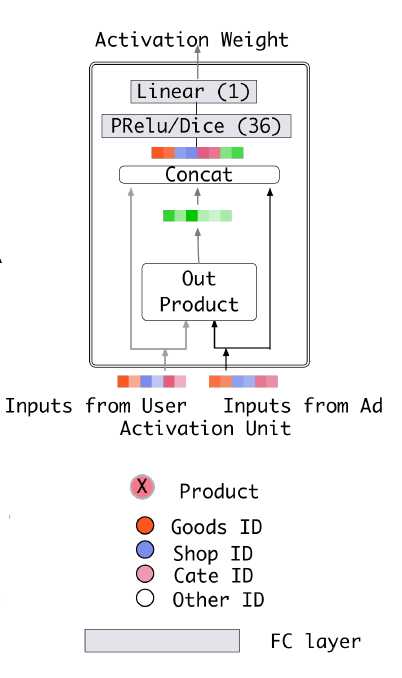 Activation Weight
Linear (1)
PRelu/Dice (36)
Concat
Out
Product
Inputs from User
Inputs from Ad
Activation Unit
X
Product
Goods ID
Shop ID
Cate ID
Other ID
FC layer